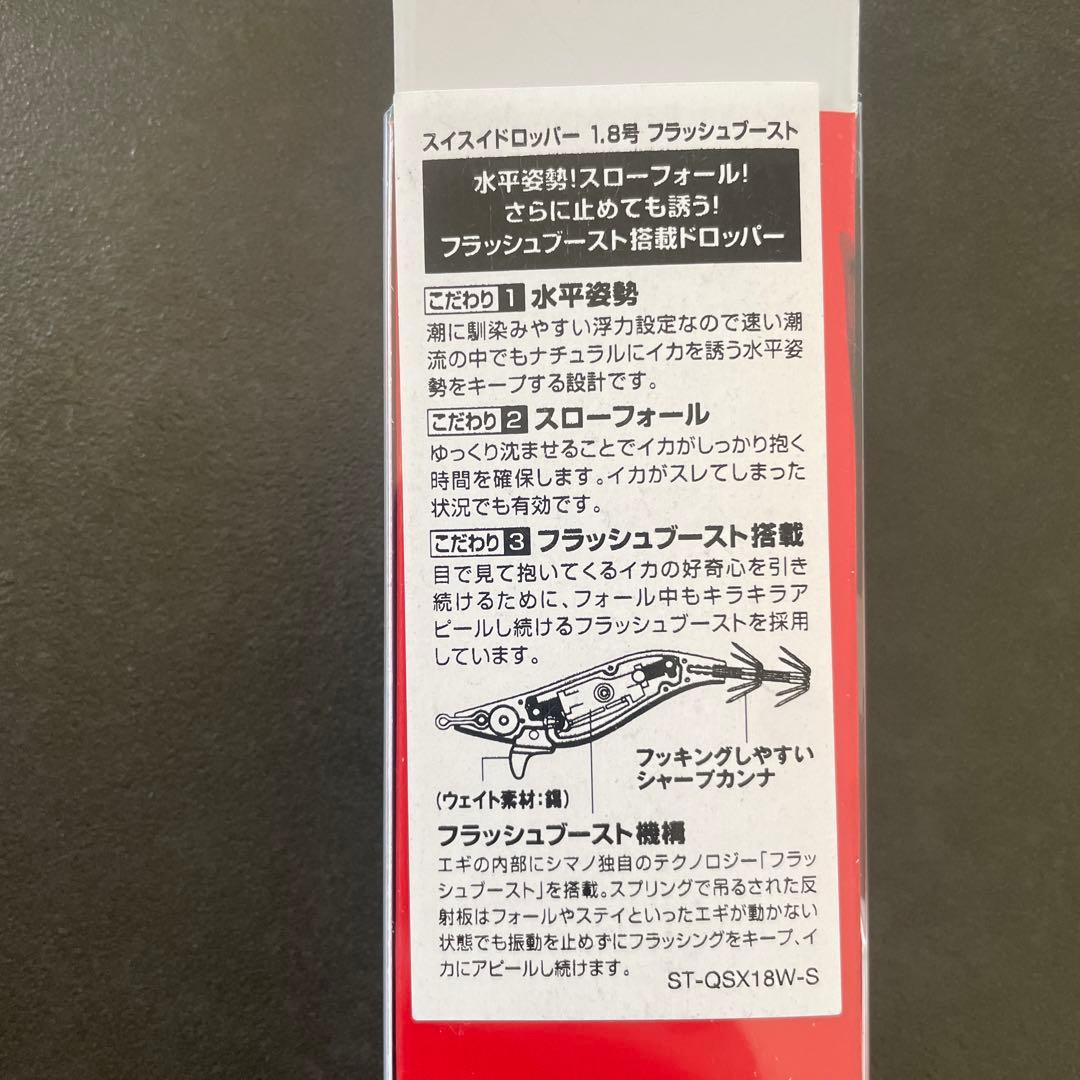 スイスイドロッパー 1.8号 フラッシュブースト
水平姿勢!スローフォール!
さらに止めても誘う!
フラッシュブースト搭載ドロッパー
こだわり 1 水平姿勢
潮に馴染みやすい浮力設定なので速い潮
流の中でもナチュラルにイカを誘う水平姿
勢をキープする設計です。
こだわり 2 スローフォール
ゆっくり沈ませることでイカがしっかり抱く
時間を確保します。イカがスレてしまった
状況でも有効です。
こだわり 3 フラッシュブースト搭載
目で見て抱いてくるイカの好奇心を引き
続けるために、フォール中もキラキラア
ピールし続けるフラッシュブーストを採用
しています。
フッキングしやすい
シャープカンナ
(ウェイト素材:錫)
フラッシュブースト機構
エギの内部にシマノ独自のテクノロジー「フラッ
シュブースト」を搭載。スプリングで吊るされた反
射板はフォールやステイといったエギが動かない
状態でも振動を止めずにフラッシングをキープ、イ
カにアピールし続けます。
ST-QSX18W-S